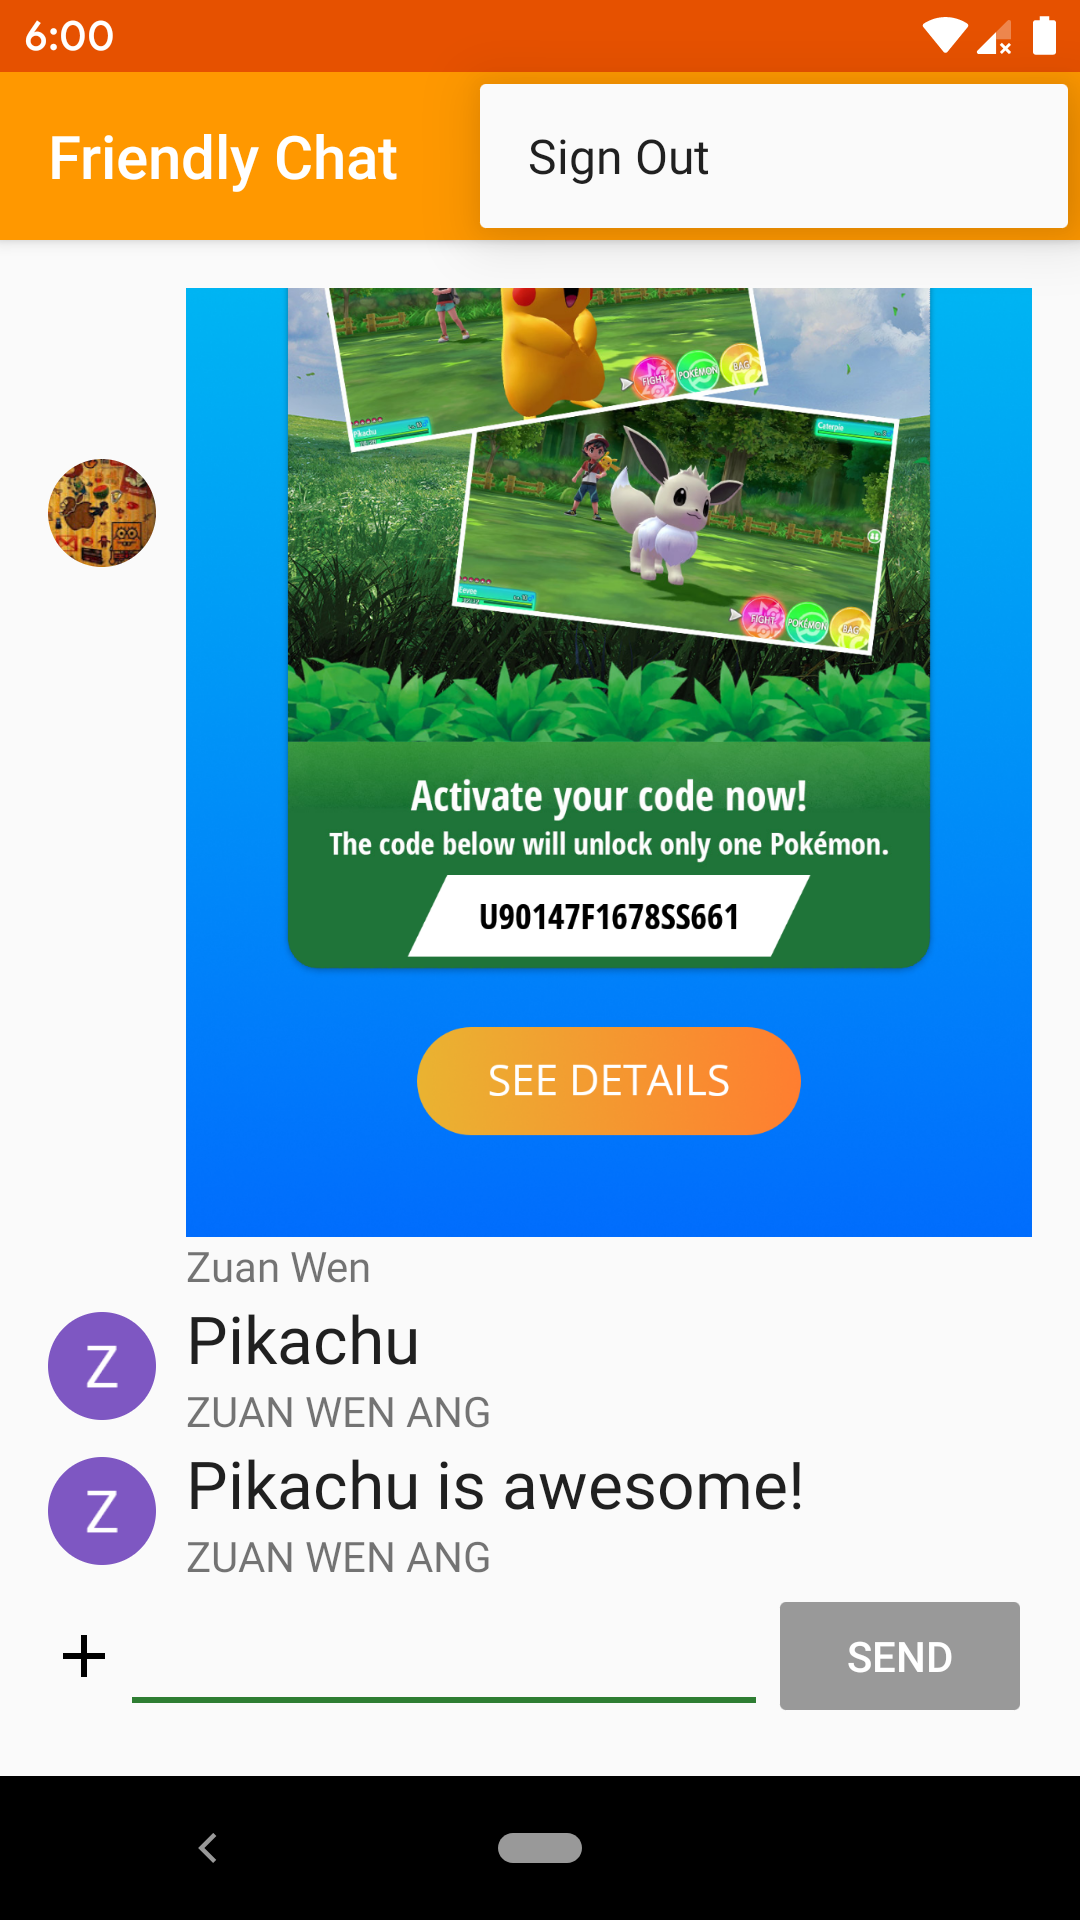 6:00
Friendly Chat
Sign Out
FIGHT
POKÉMON
BAG
Pikachu
Caterpie
Eevee
FIGHT
POKÉMON
BAG
Activate your code now!
The code below will unlock only one Pokémon.
U90147F1678SS661
SEE DETAILS
Zuan Wen
Z
Pikachu
ZUAN WEN ANG
Z
Pikachu is awesome!
ZUAN WEN ANG
SEND